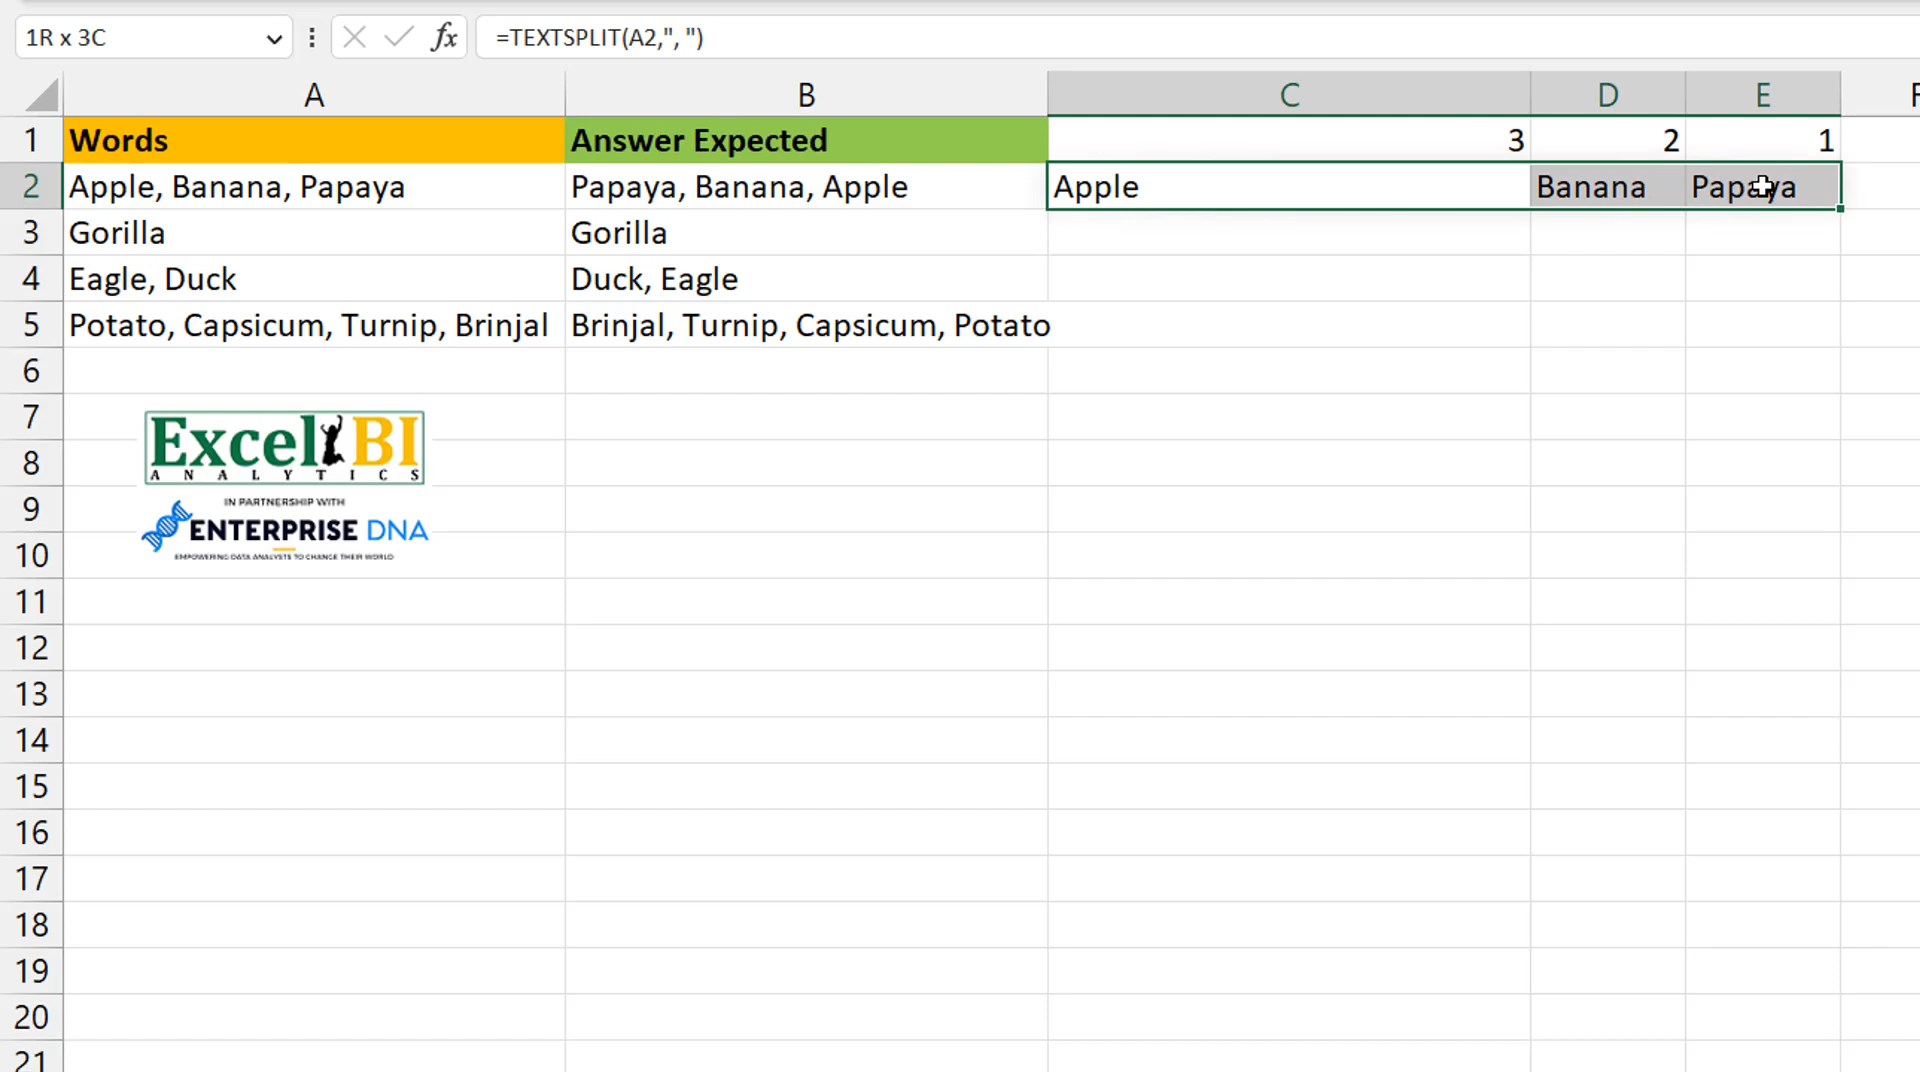 1R x 3C fx =TEXTSPLIT(A2,", ")
A B C D E F
1 Words Answer Expected 3 2 1
2 Apple, Banana, Papaya Papaya, Banana, Apple Apple Banana Papaya
3 Gorilla Gorilla
4 Eagle, Duck Duck, Eagle
5 Potato, Capsicum, Turnip, Brinjal Brinjal, Turnip, Capsicum, Potato
6
7
Excel BI
8
ANALYTICS
9
IN PARTNERSHIP WITH
ENTERPRISE DNA
10
EMPOWERING DATA ANALYSTS TO CHANGE THEIR WORLD
11
12
13
14
15
16
17
18
19
20
21